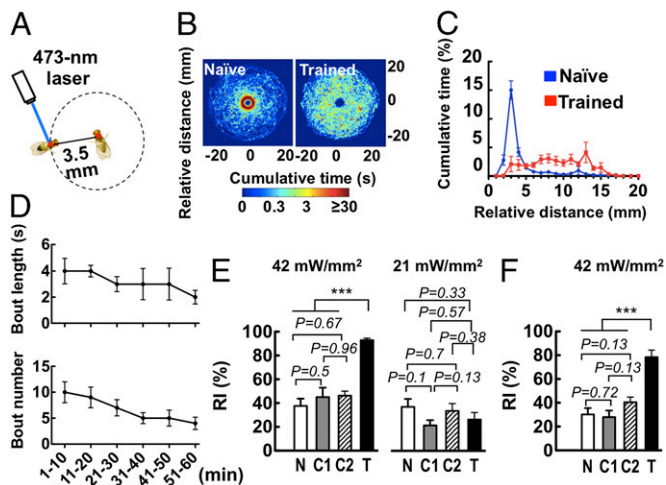 A
473-nm
laser
3.5
mm
B
Relative distance (mm)
Naïve
Trained
20
0
-20
-20 0 20 -20 0 20
Cumulative time (s)
0 0.3 3 ≥30
C
Cumulative time (%)
20
15
10
5
0
Naïve
Trained
0 5 10 15 20
Relative distance (mm)
D
Bout length (s)
6
4
2
0
Bout number
15
10
5
0
1-10 11-20 21-30 31-40 41-50 51-60 (min)
E
42 mW/mm² 21 mW/mm²
***
P=0.67
P=0.96
P=0.5
RI (%)
100
80
60
40
20
0
N C1 C2 T
P=0.33
P=0.57
P=0.38
P=0.7
P=0.1 P=0.13
N C1 C2 T
F
42 mW/mm²
***
P=0.13
P=0.13
P=0.72
RI (%)
100
80
60
40
20
0
N C1 C2 T